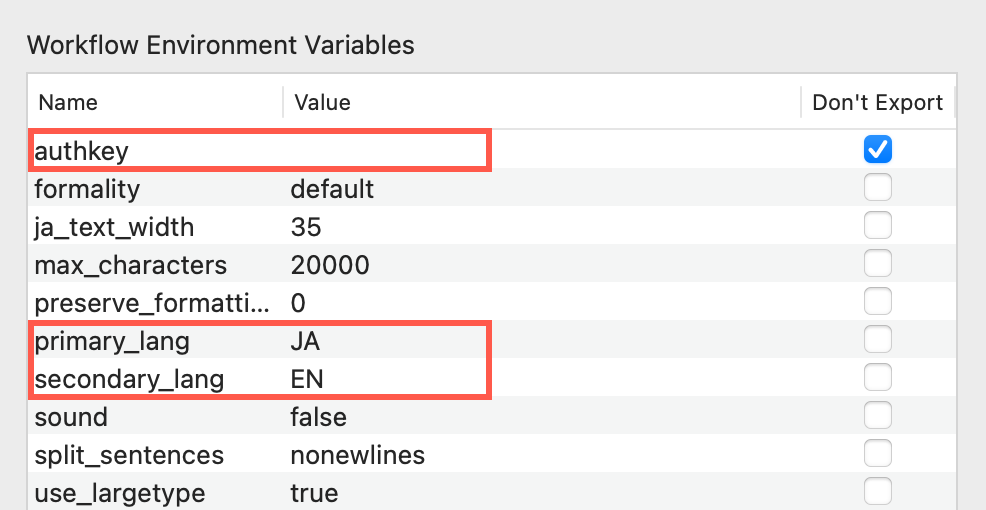 Workflow Environment Variables
Name Value Don't Export
authkey
formality default
ja_text_width 35
max_characters 20000
preserve_formatti... 0
primary_lang JA
secondary_lang EN
sound false
split_sentences nonewlines
use_largetype true